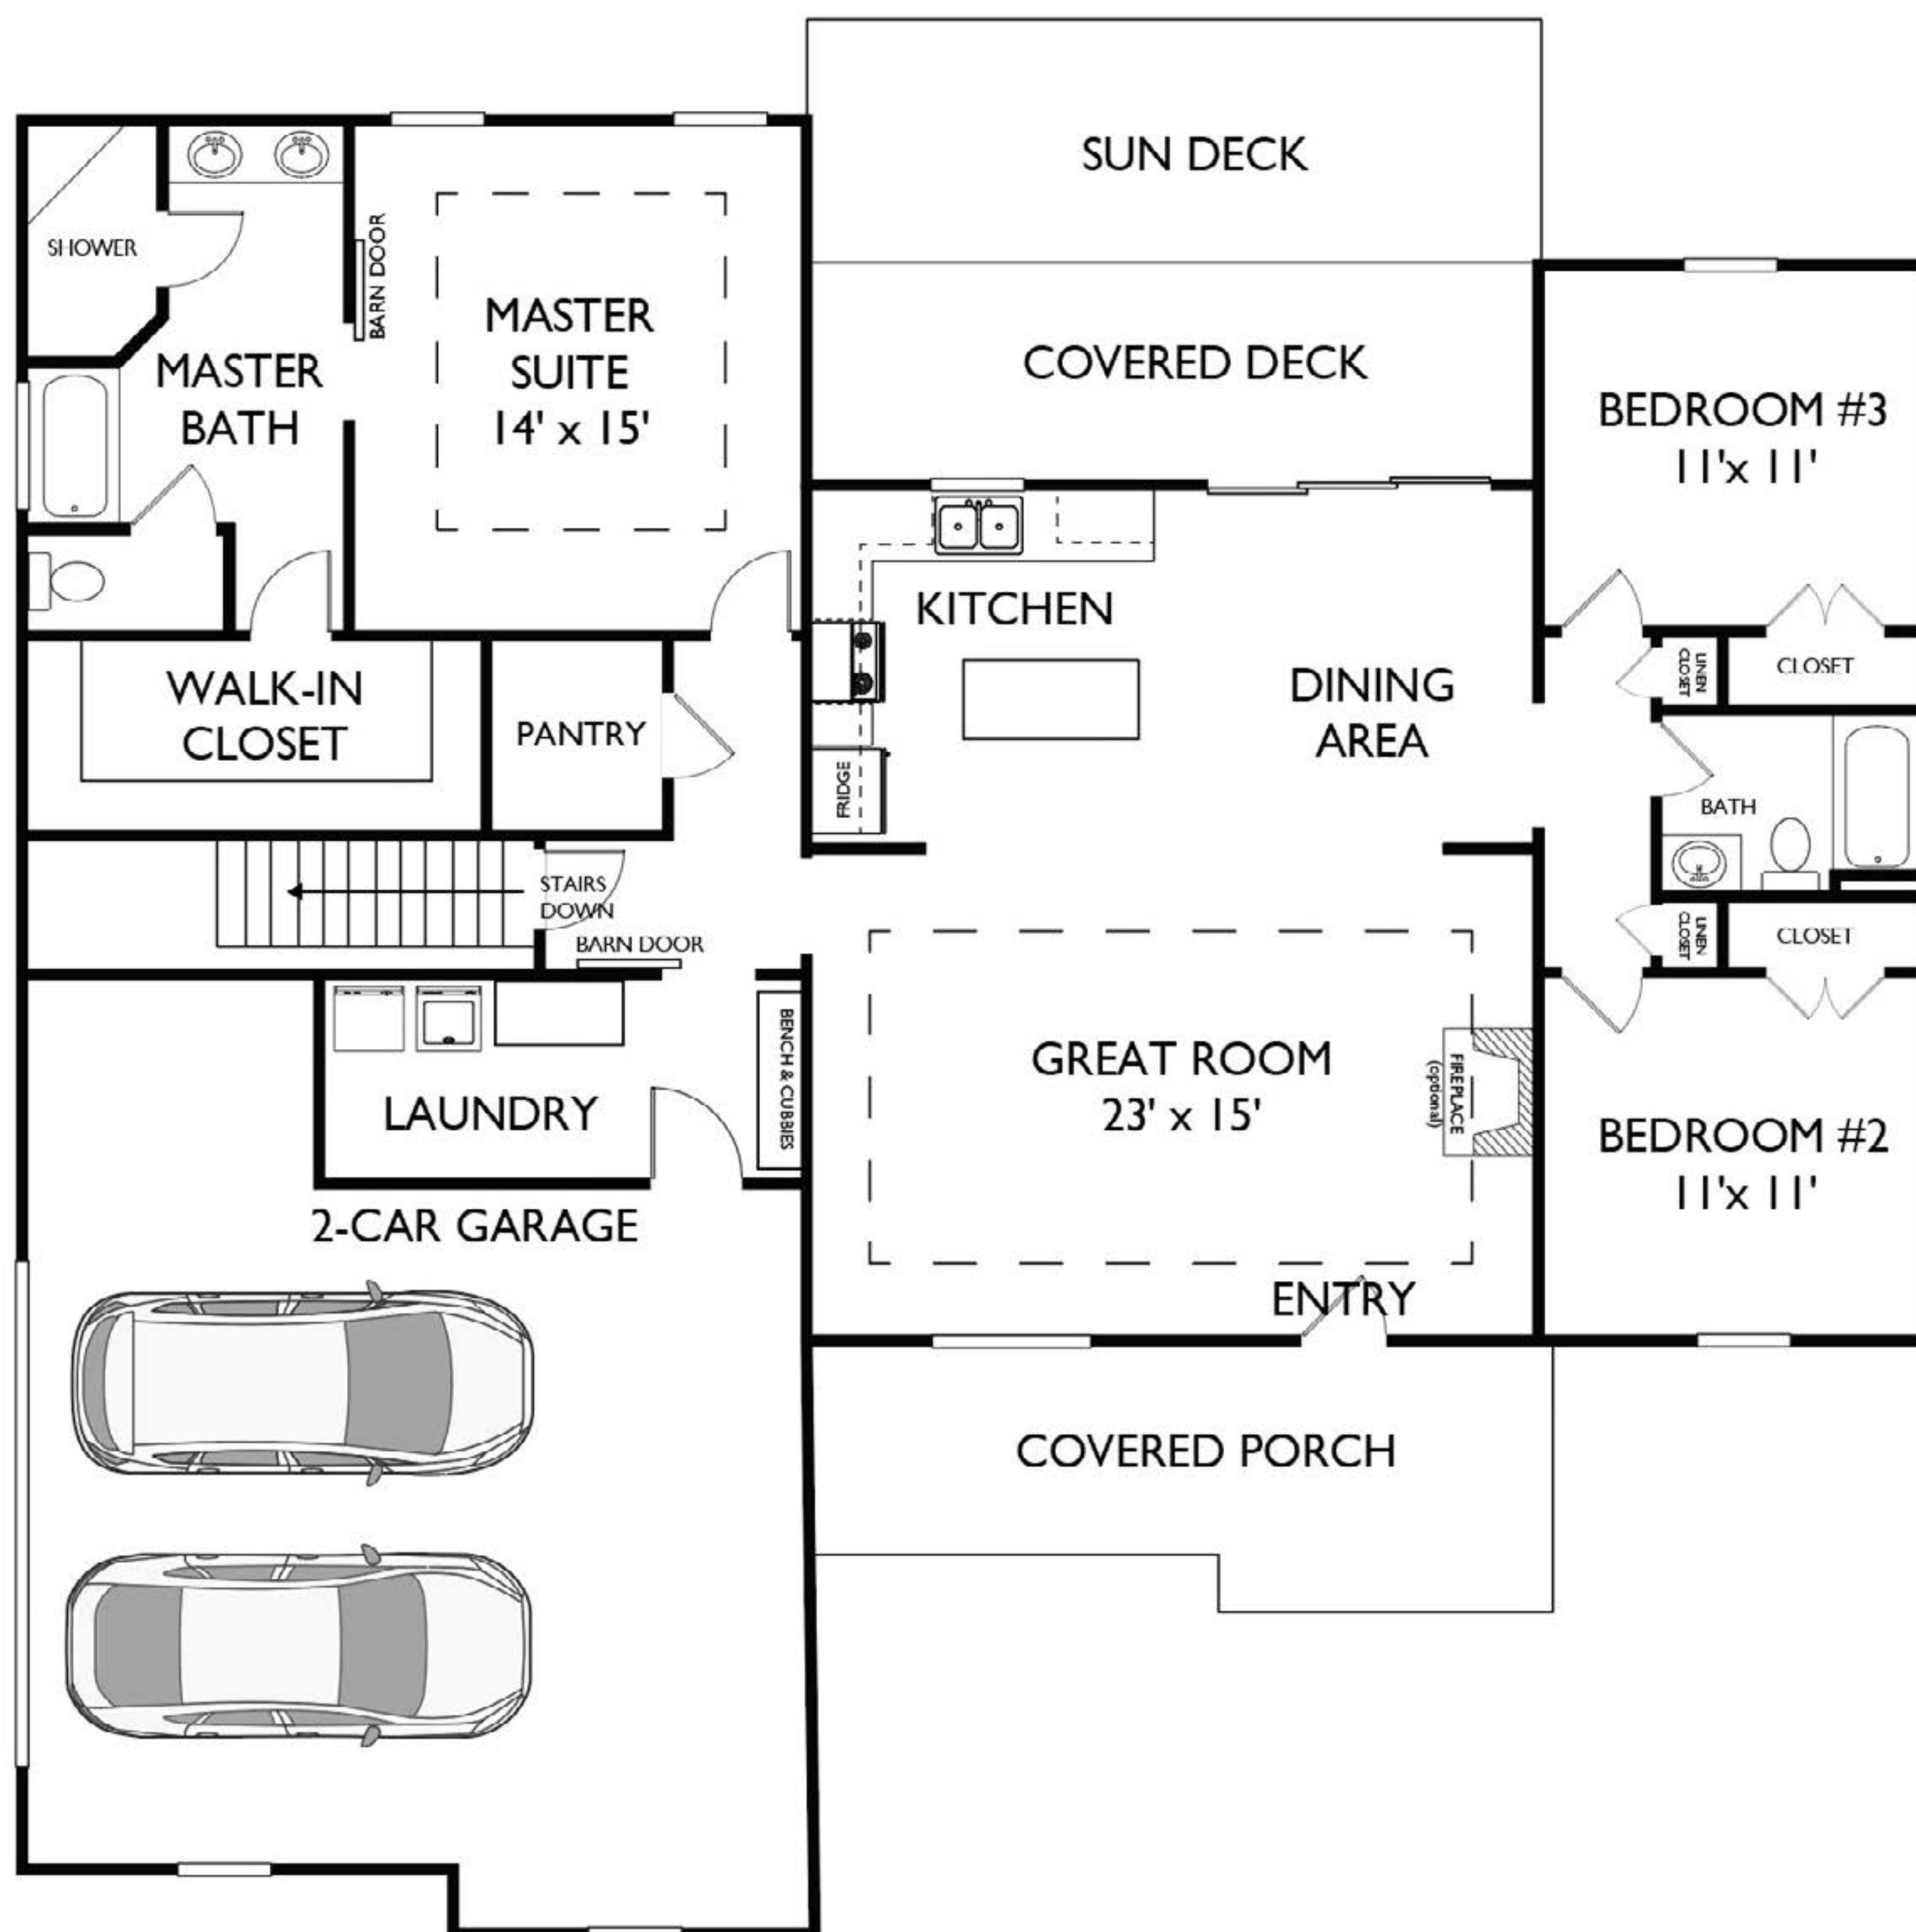 SUN DECK
SHOWER
BARN DOOR
MASTER
SUITE
14' x 15'
MASTER
BATH
COVERED DECK
BEDROOM #3
11'x 11'
KITCHEN
WALK-IN
CLOSET
PANTRY
DINING
AREA
LINEN
CLOSET
CLOSET
FRIDGE
BATH
STAIRS
DOWN
BARN DOOR
LINEN
CLOSET
CLOSET
BENCH & CUBBIES
LAUNDRY
GREAT ROOM
23' x 15'
FIREPLACE
(optional)
BEDROOM #2
11'x 11'
2-CAR GARAGE
ENTRY
COVERED PORCH